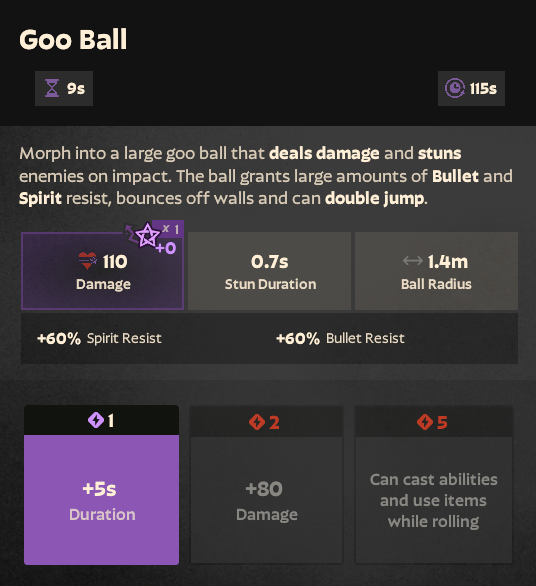 Goo Ball
9s
115s
Morph into a large goo ball that deals damage and stuns
enemies on impact. The ball grants large amounts of Bullet and
Spirit resist, bounces off walls and can double jump.
x 1
+0
110
Damage
0.7s
Stun Duration
1.4m
Ball Radius
+60% Spirit Resist
+60% Bullet Resist
1
+5s
Duration
2
+80
Damage
5
Can cast abilities
and use items
while rolling